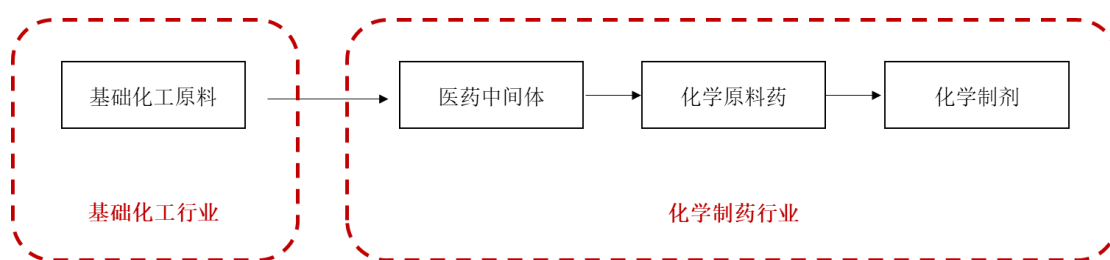 基础化工原料
医药中间体
化学原料药
化学制剂
基础化工行业
化学制药行业